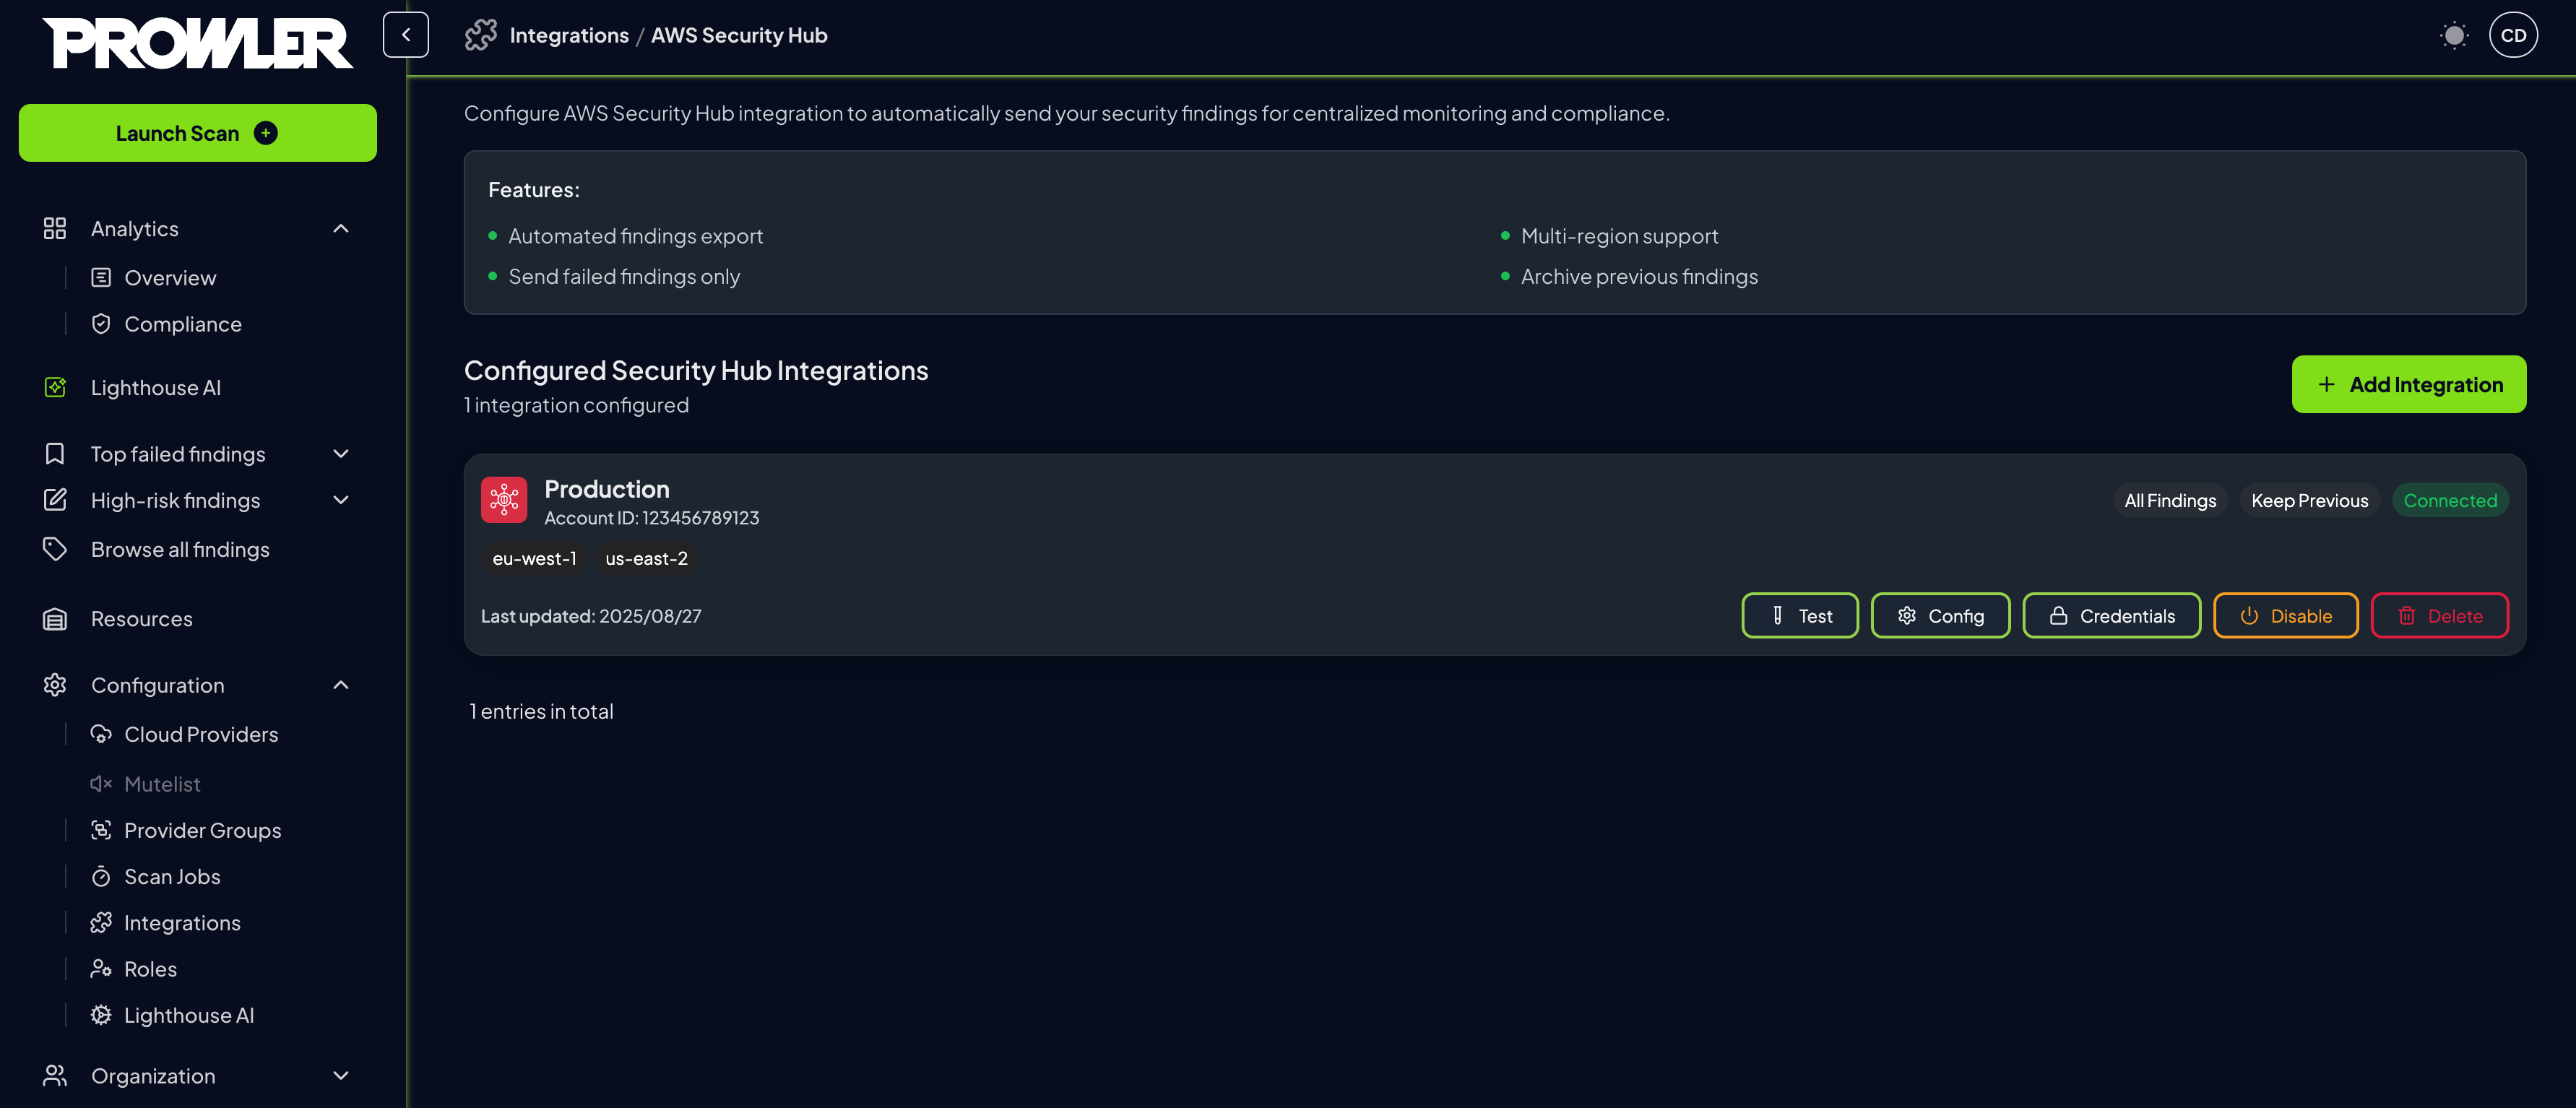 PROWLER
Launch Scan
Analytics
Overview
Compliance
Lighthouse AI
Top failed findings
High-risk findings
Browse all findings
Resources
Configuration
Cloud Providers
Mutelist
Provider Groups
Scan Jobs
Integrations
Roles
Lighthouse AI
Organization
Integrations / AWS Security Hub
CD
Configure AWS Security Hub integration to automatically send your security findings for centralized monitoring and compliance.
Features:
Automated findings export
Multi-region support
Send failed findings only
Archive previous findings
Configured Security Hub Integrations
1 integration configured
Add Integration
Production
Account ID: 123456789123
All Findings
Keep Previous
Connected
eu-west-1
us-east-2
Last updated: 2025/08/27
Test
Config
Credentials
Disable
Delete
1 entries in total